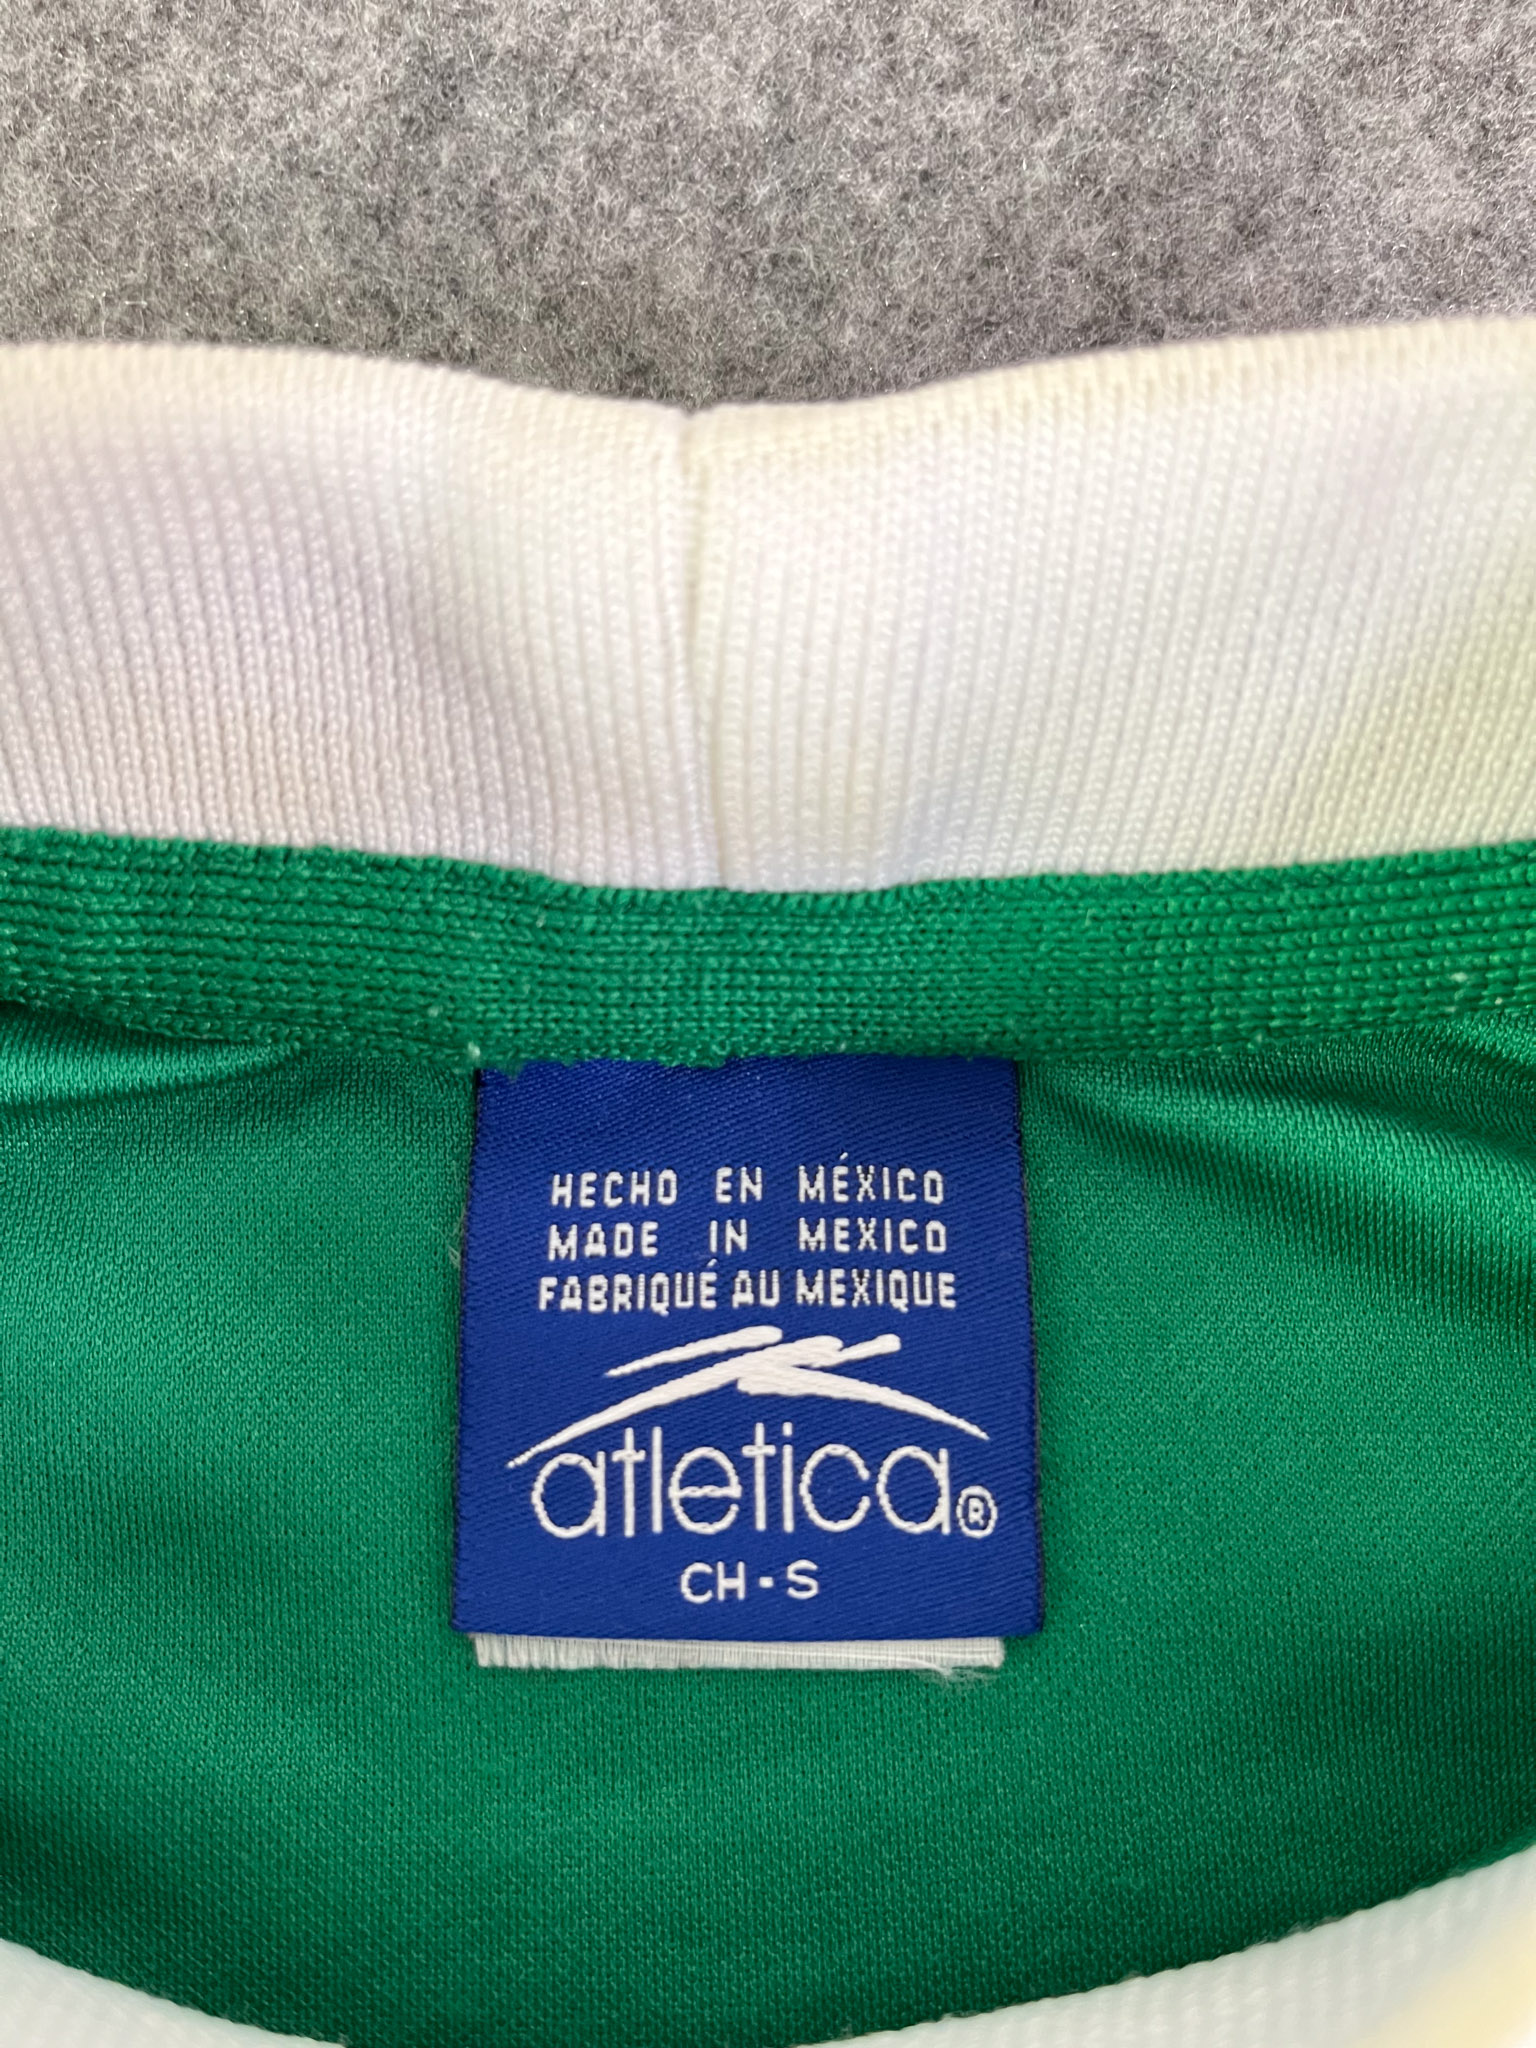 HECHO EN MÉXICO
MADE IN MEXICO
FABRIQUÉ AU MEXIQUE
atletica®
CH-S